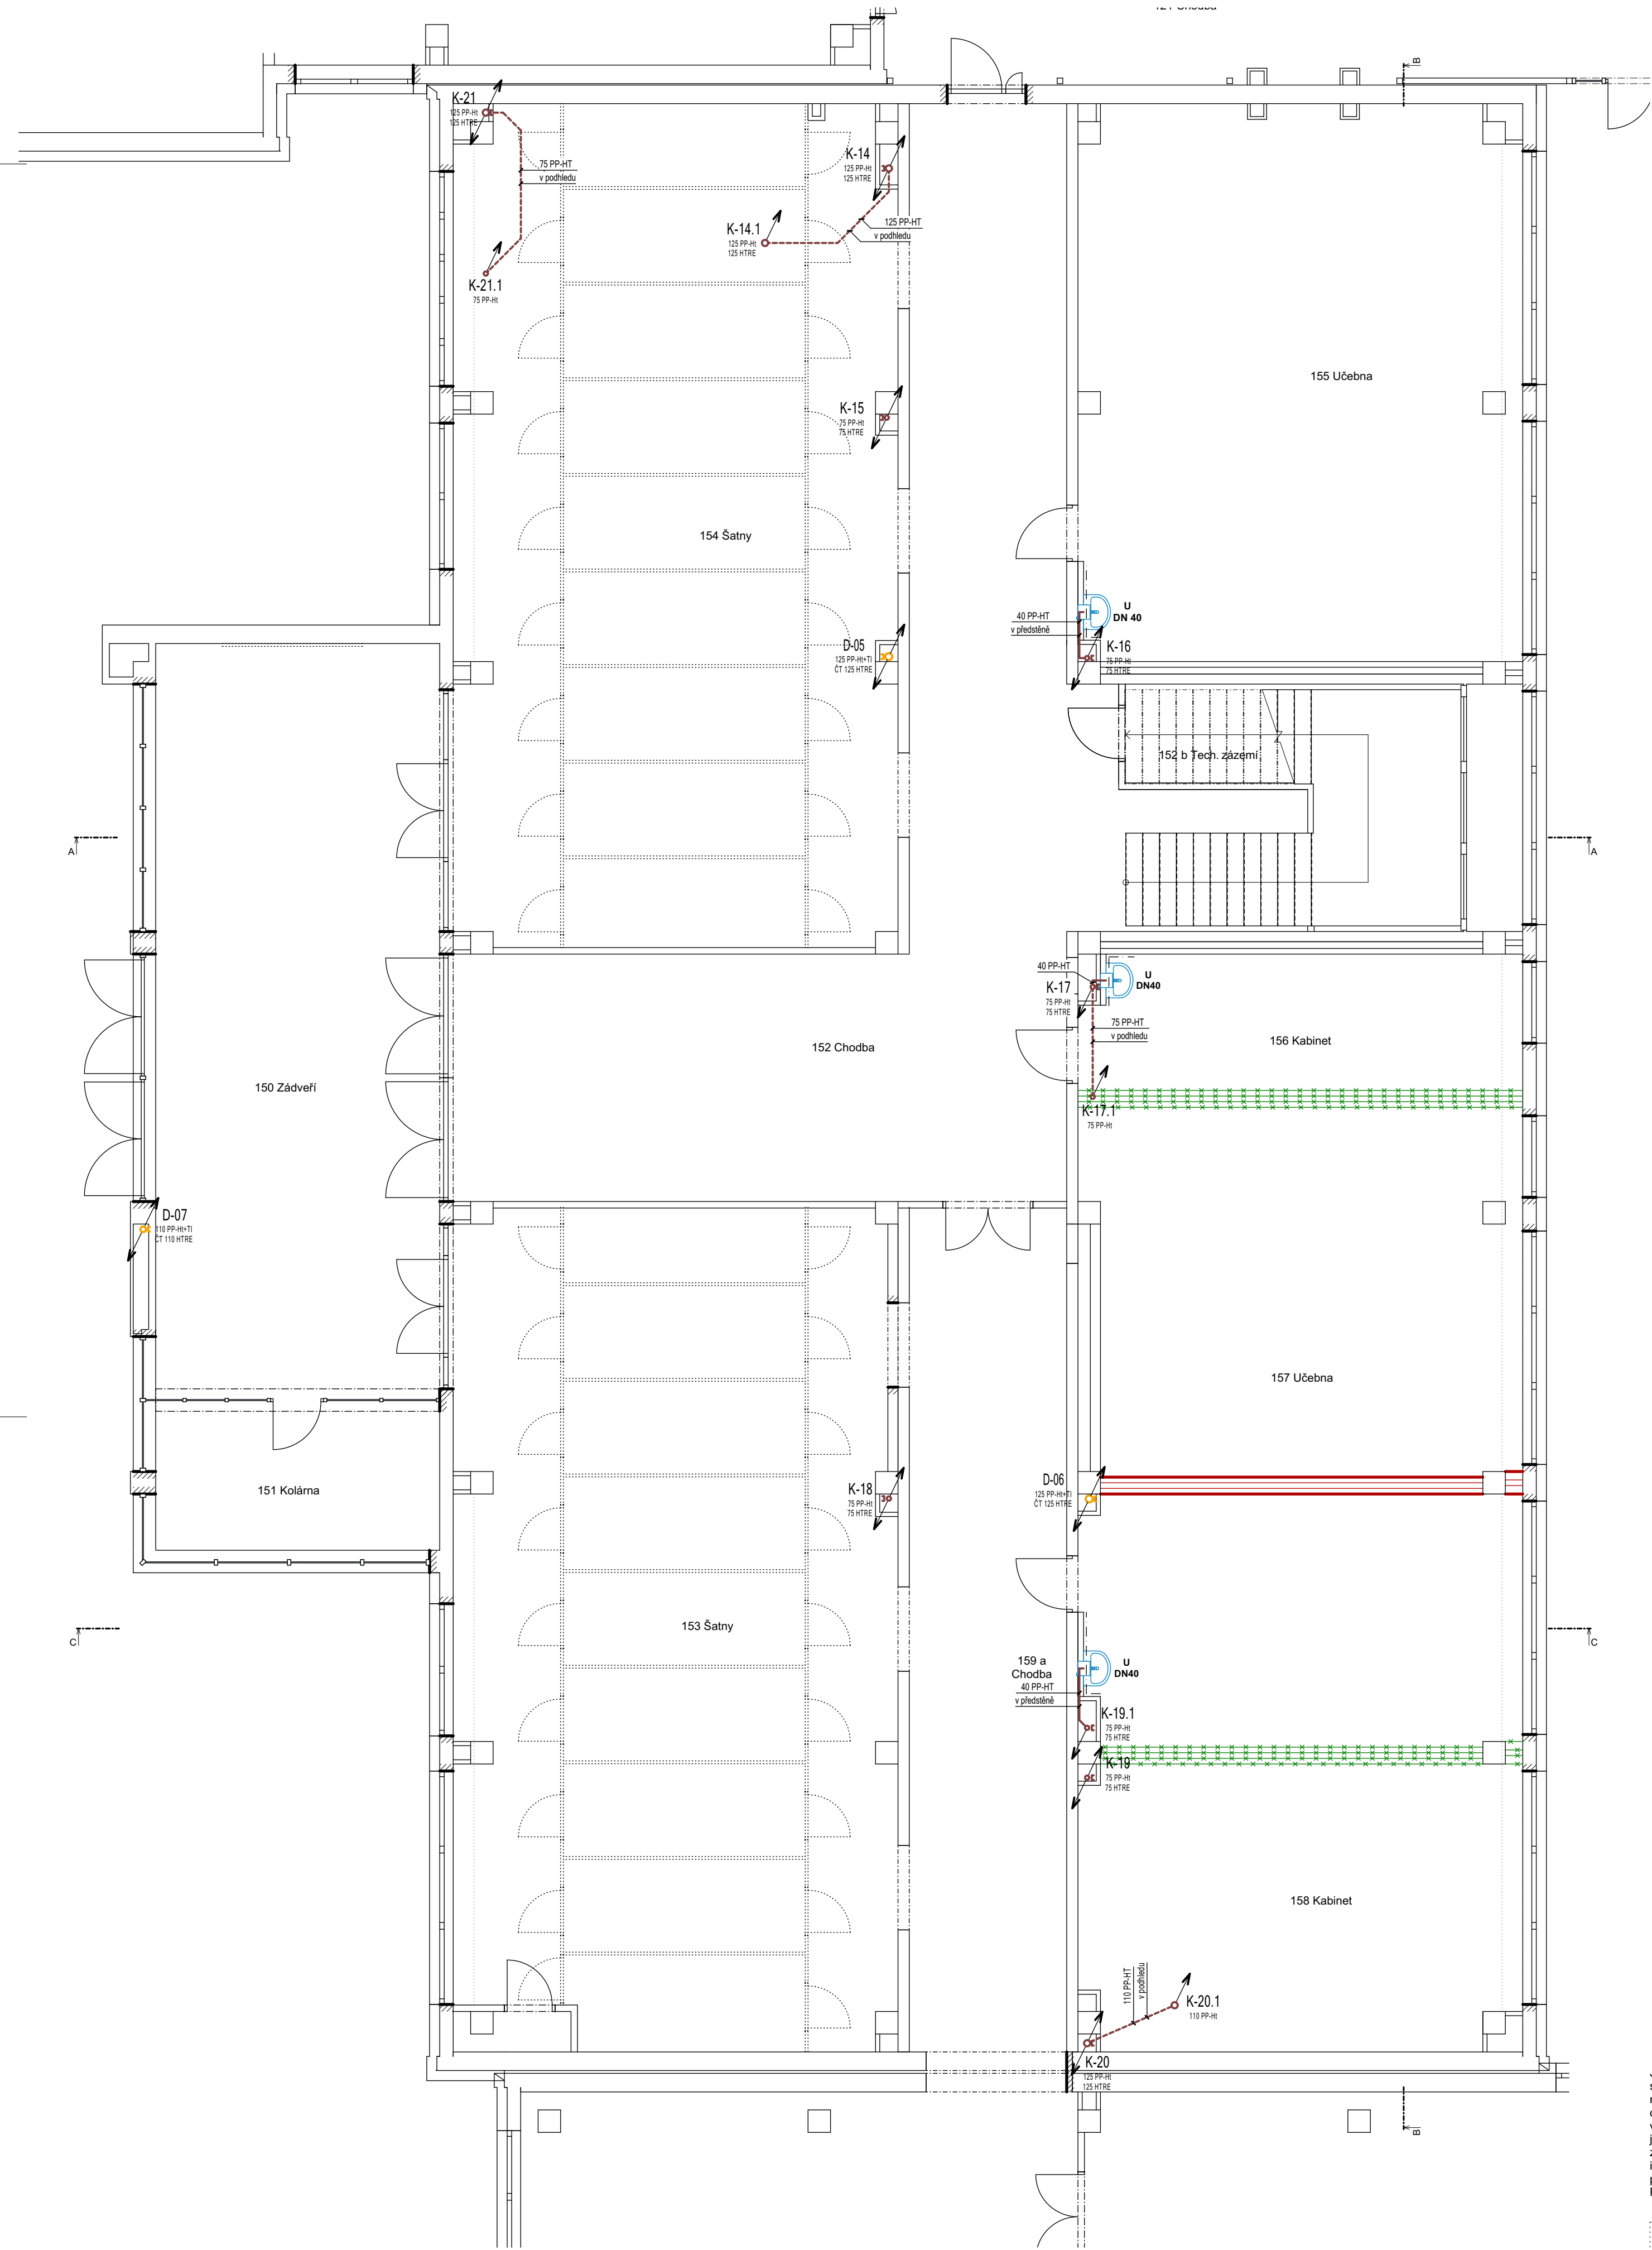 B
K-21
125 PP-Ht
125 HTRE
75 PP-HT
v podhledu
K-21.1
75 PP-Ht
K-14
125 PP-Ht
125 HTRE
K-14.1
125 PP-Ht
125 HTRE
125 PP-HT
v podhledu
155 Učebna
K-15
75 PP-Ht
75 HTRE
154 Šatny
40 PP-HT
v předstěně
U
DN 40
K-16
75 PP-Ht
75 HTRE
D-05
125 PP-Ht+TI
ČT 125 HTRE
152 b Tech. zázemí
A
A
40 PP-HT
K-17
75 PP-Ht
75 HTRE
U
DN40
75 PP-HT
v podhledu
156 Kabinet
152 Chodba
150 Zádveří
K-17.1
75 PP-Ht
D-07
110 PP-Ht+TI
ČT 110 HTRE
157 Učebna
151 Kolárna
K-18
75 PP-Ht
75 HTRE
D-06
125 PP-Ht+TI
ČT 125 HTRE
153 Šatny
C
C
159 a
Chodba
40 PP-HT
v předstěně
U
DN40
K-19.1
75 PP-Ht
75 HTRE
K-19
75 PP-Ht
75 HTRE
158 Kabinet
110 PP-HT
v podhledu
K-20.1
110 PP-Ht
K-20
125 PP-Ht
125 HTRE
B